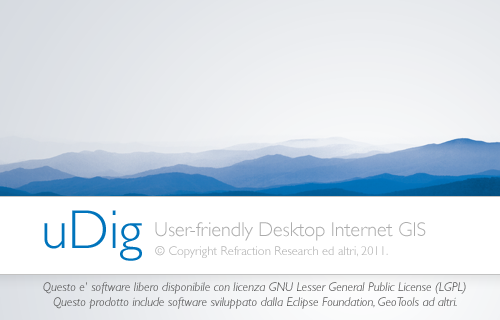 uDig
User-friendly Desktop Internet GIS
© Copyright Refraction Research ed altri, 2011.
Questo e' software libero disponibile con licenza GNU Lesser General Public License (LGPL)
Questo prodotto include software sviluppato dalla Eclipse Foundation, GeoTools ad altri.